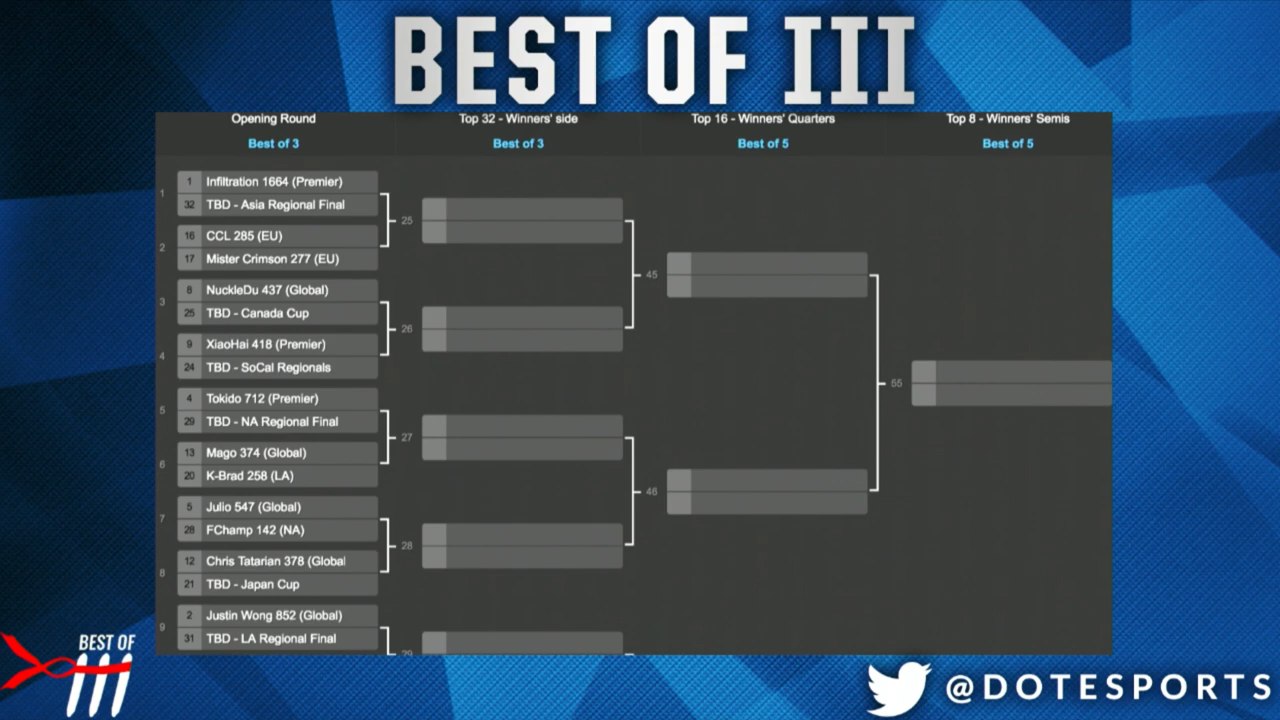 BEST OF III
Opening Round
Top 32 - Winners' side
Top 16 - Winners' Quarters
Top 8 - Winners' Semis
Best of 3
Best of 3
Best of 5
Best of 5
1
1 Infiltration 1664 (Premier)
32 TBD - Asia Regional Final
2
16 CCL 285 (EU)
17 Mister Crimson 277 (EU)
25
3
8 NuckleDu 437 (Global)
25 TBD - Canada Cup
4
9 XiaoHai 418 (Premier)
24 TBD - SoCal Regionals
26
45
5
4 Tokido 712 (Premier)
29 TBD - NA Regional Final
6
13 Mago 374 (Global)
20 K-Brad 258 (LA)
27
7
5 Julio 547 (Global)
28 FChamp 142 (NA)
8
12 Chris Tatarian 378 (Global
21 TBD - Japan Cup
28
46
55
9
2 Justin Wong 852 (Global)
31 TBD - LA Regional Final
29
BEST OF
III
@DOTESPORTS